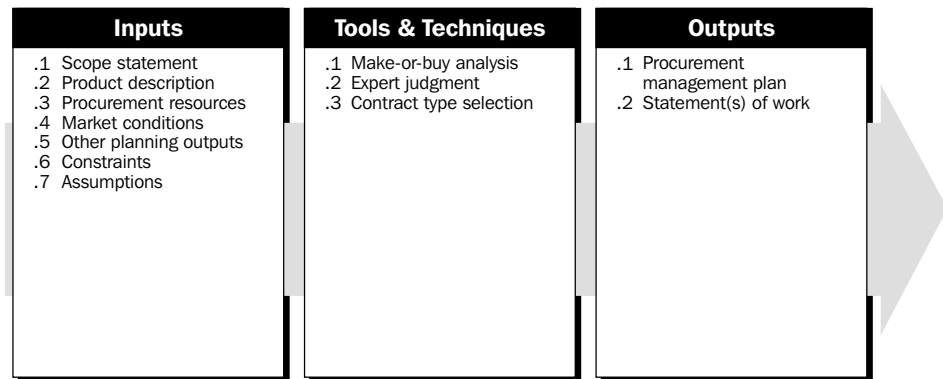 Inputs
.1 Scope statement
.2 Product description
.3 Procurement resources
.4 Market conditions
.5 Other planning outputs
.6 Constraints
.7 Assumptions
Tools & Techniques
.1 Make-or-buy analysis
.2 Expert judgment
.3 Contract type selection
Outputs
.1 Procurement
management plan
.2 Statement(s) of work